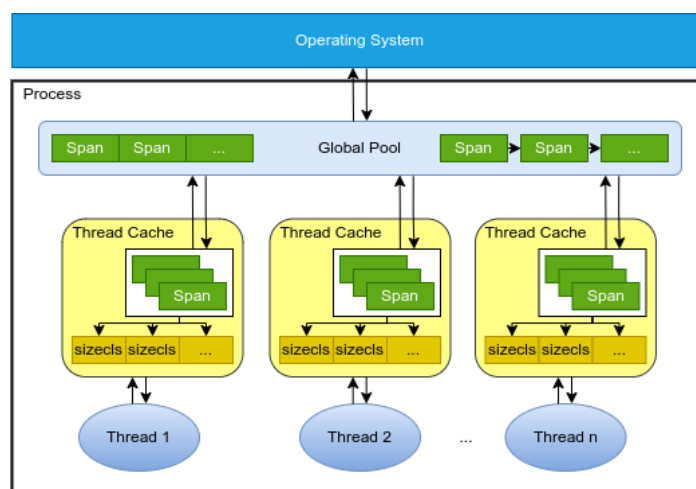 Operating System
Process
Span Span ... Global Pool Span Span ...
Thread Cache Thread Cache Thread Cache
Span Span Span
sizecls sizecls ... sizecls sizecls ... sizecls sizecls ...
Thread 1 Thread 2 ... Thread n